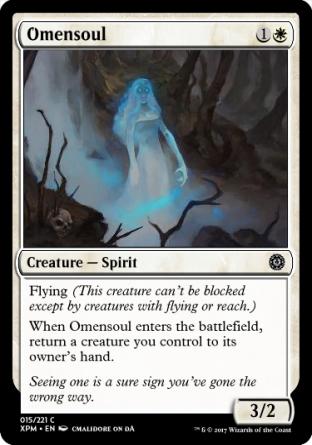 Omensoul 1
Creature — Spirit
Flying (This creature can't be blocked
except by creatures with flying or reach.)
When Omensoul enters the battlefield,
return a creature you control to its
owner's hand.
Seeing one is a sure sign you've gone the
wrong way.
3/2
015/221 C
XPM • EN CMALIDORE ON DA ™ & © 2017 Wizards of the Coast